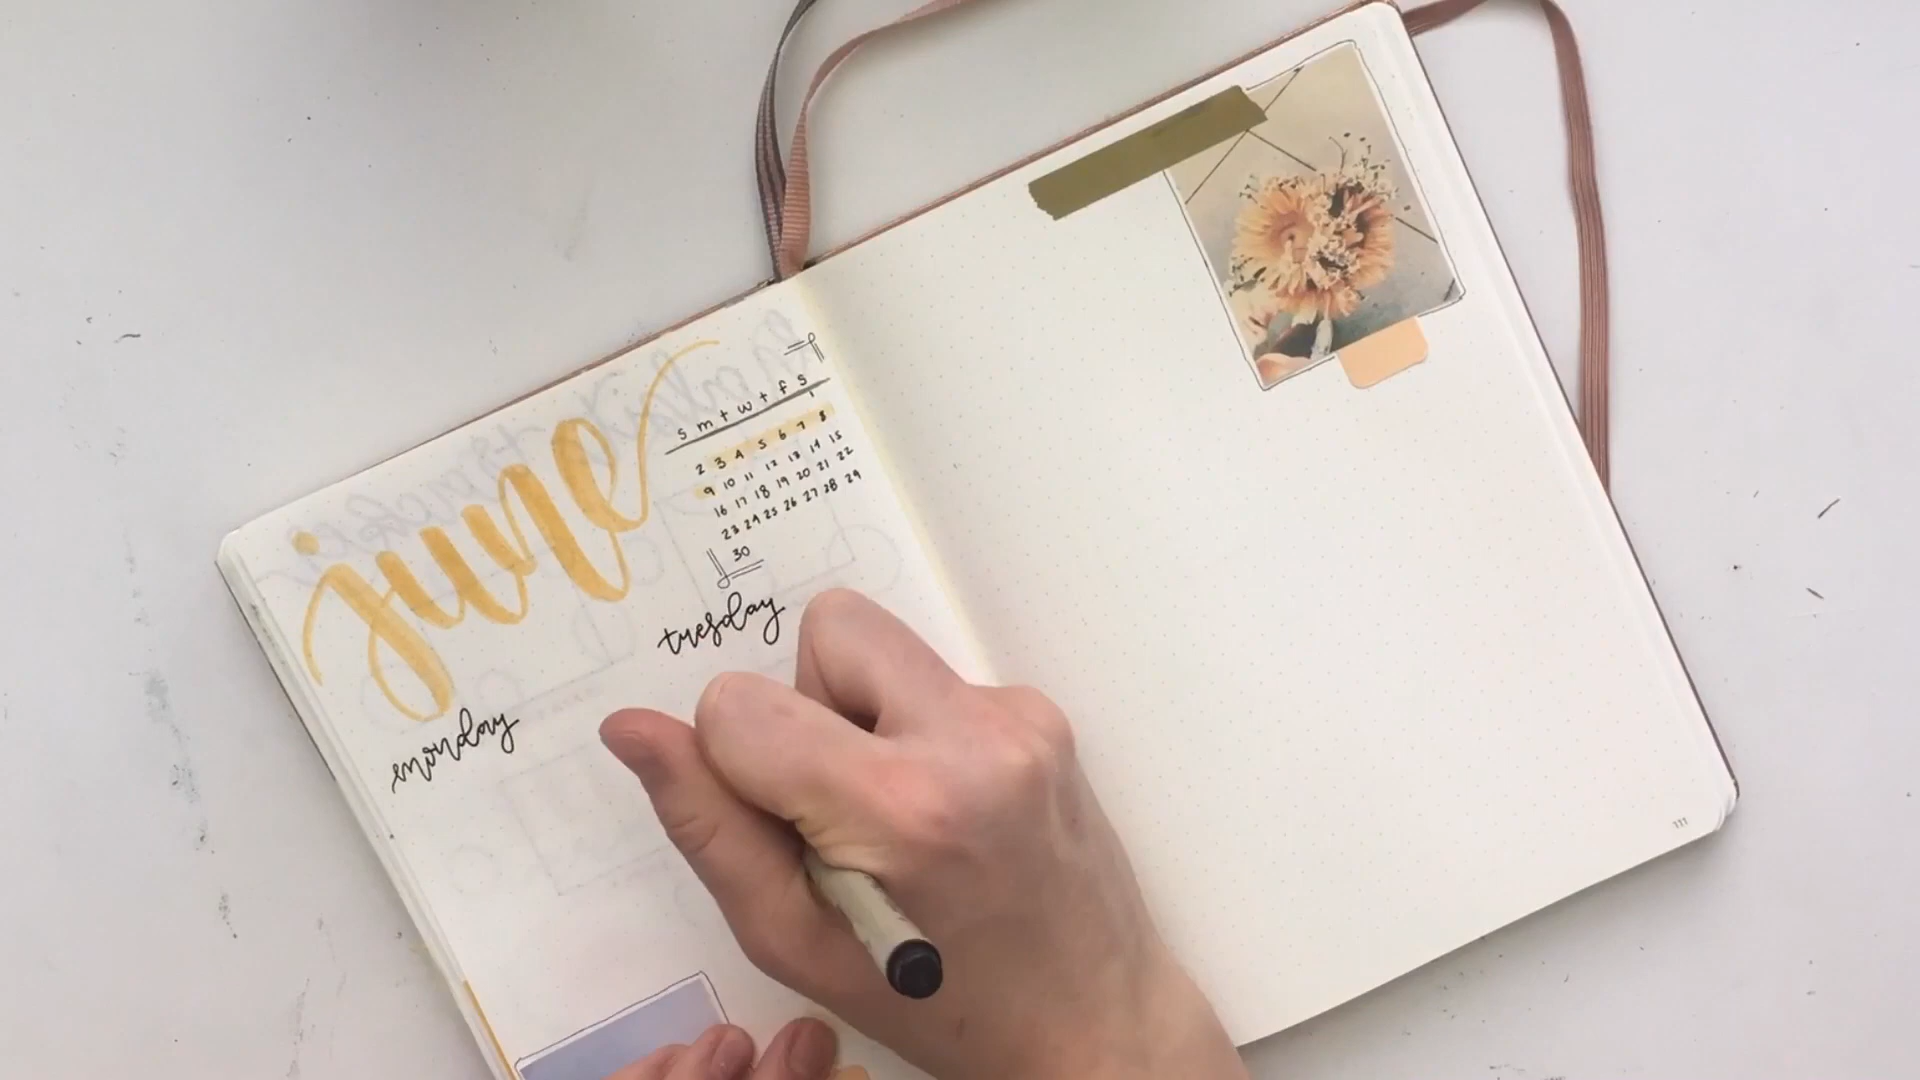 june
s m t w t f s
1
2 3 4 5 6 7 8
9 10 11 12 13 14 15
16 17 18 19 20 21 22
23 24 25 26 27 28 29
30
tuesday
monday
111